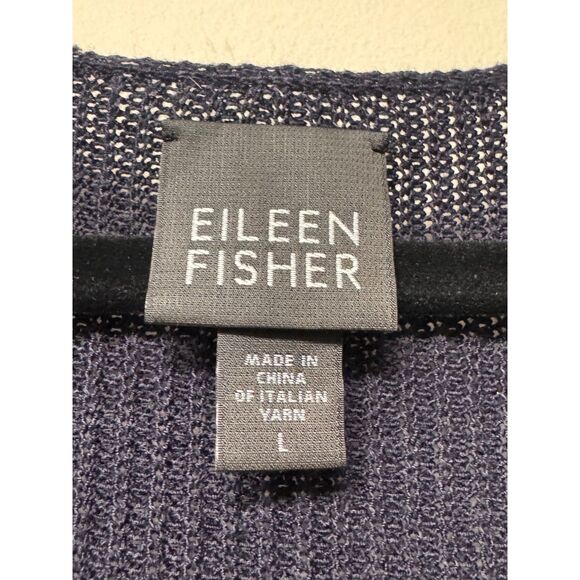 EILEEN
FISHER
MADE IN
CHINA
OF ITALIAN
YARN
L